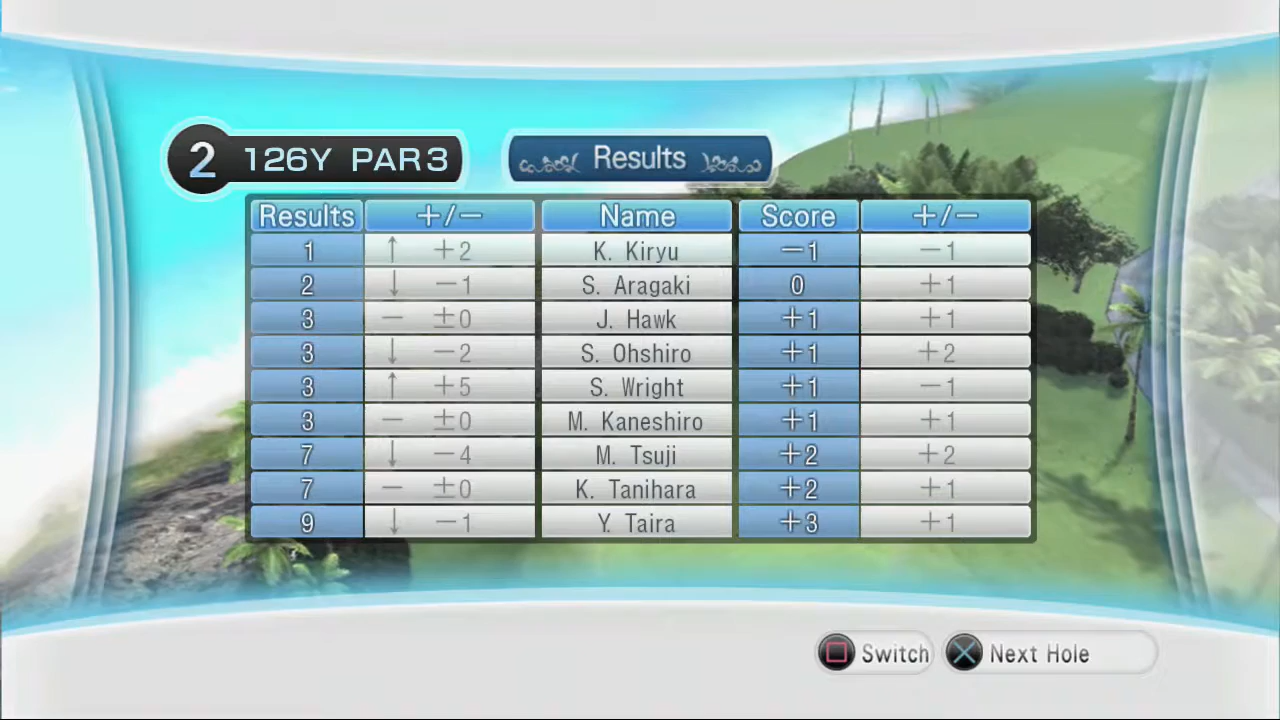 2 126Y PAR3
Results
Results +/− Name Score +/−
1 ↑ +2 K. Kiryu −1 −1
2 ↓ −1 S. Aragaki 0 +1
3 − ±0 J. Hawk +1 +1
3 ↓ −2 S. Ohshiro +1 +2
3 ↑ +5 S. Wright +1 −1
3 − ±0 M. Kaneshiro +1 +1
7 ↓ −4 M. Tsuji +2 +2
7 − ±0 K. Tanihara +2 +1
9 ↓ −1 Y. Taira +3 +1
Switch Next Hole